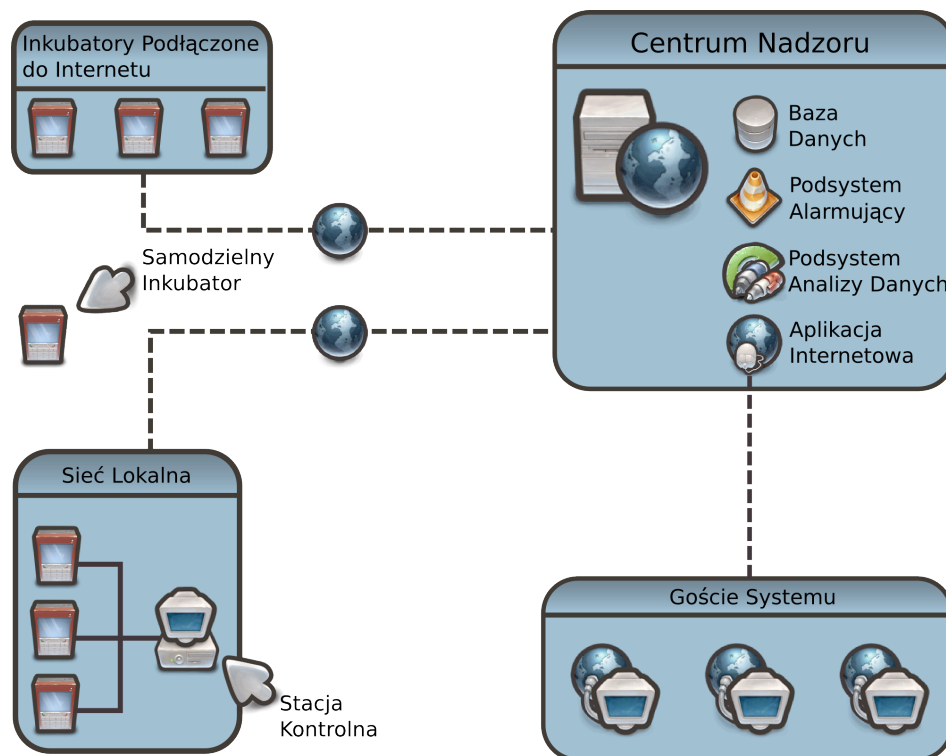 Inkubatory Podłączone
do Internetu
Centrum Nadzoru
Baza
Danych
Podsystem
Alarmujący
Podsystem
Analizy Danych
Aplikacja
Internetowa
Samodzielny
Inkubator
Sieć Lokalna
Stacja
Kontrolna
Goście Systemu